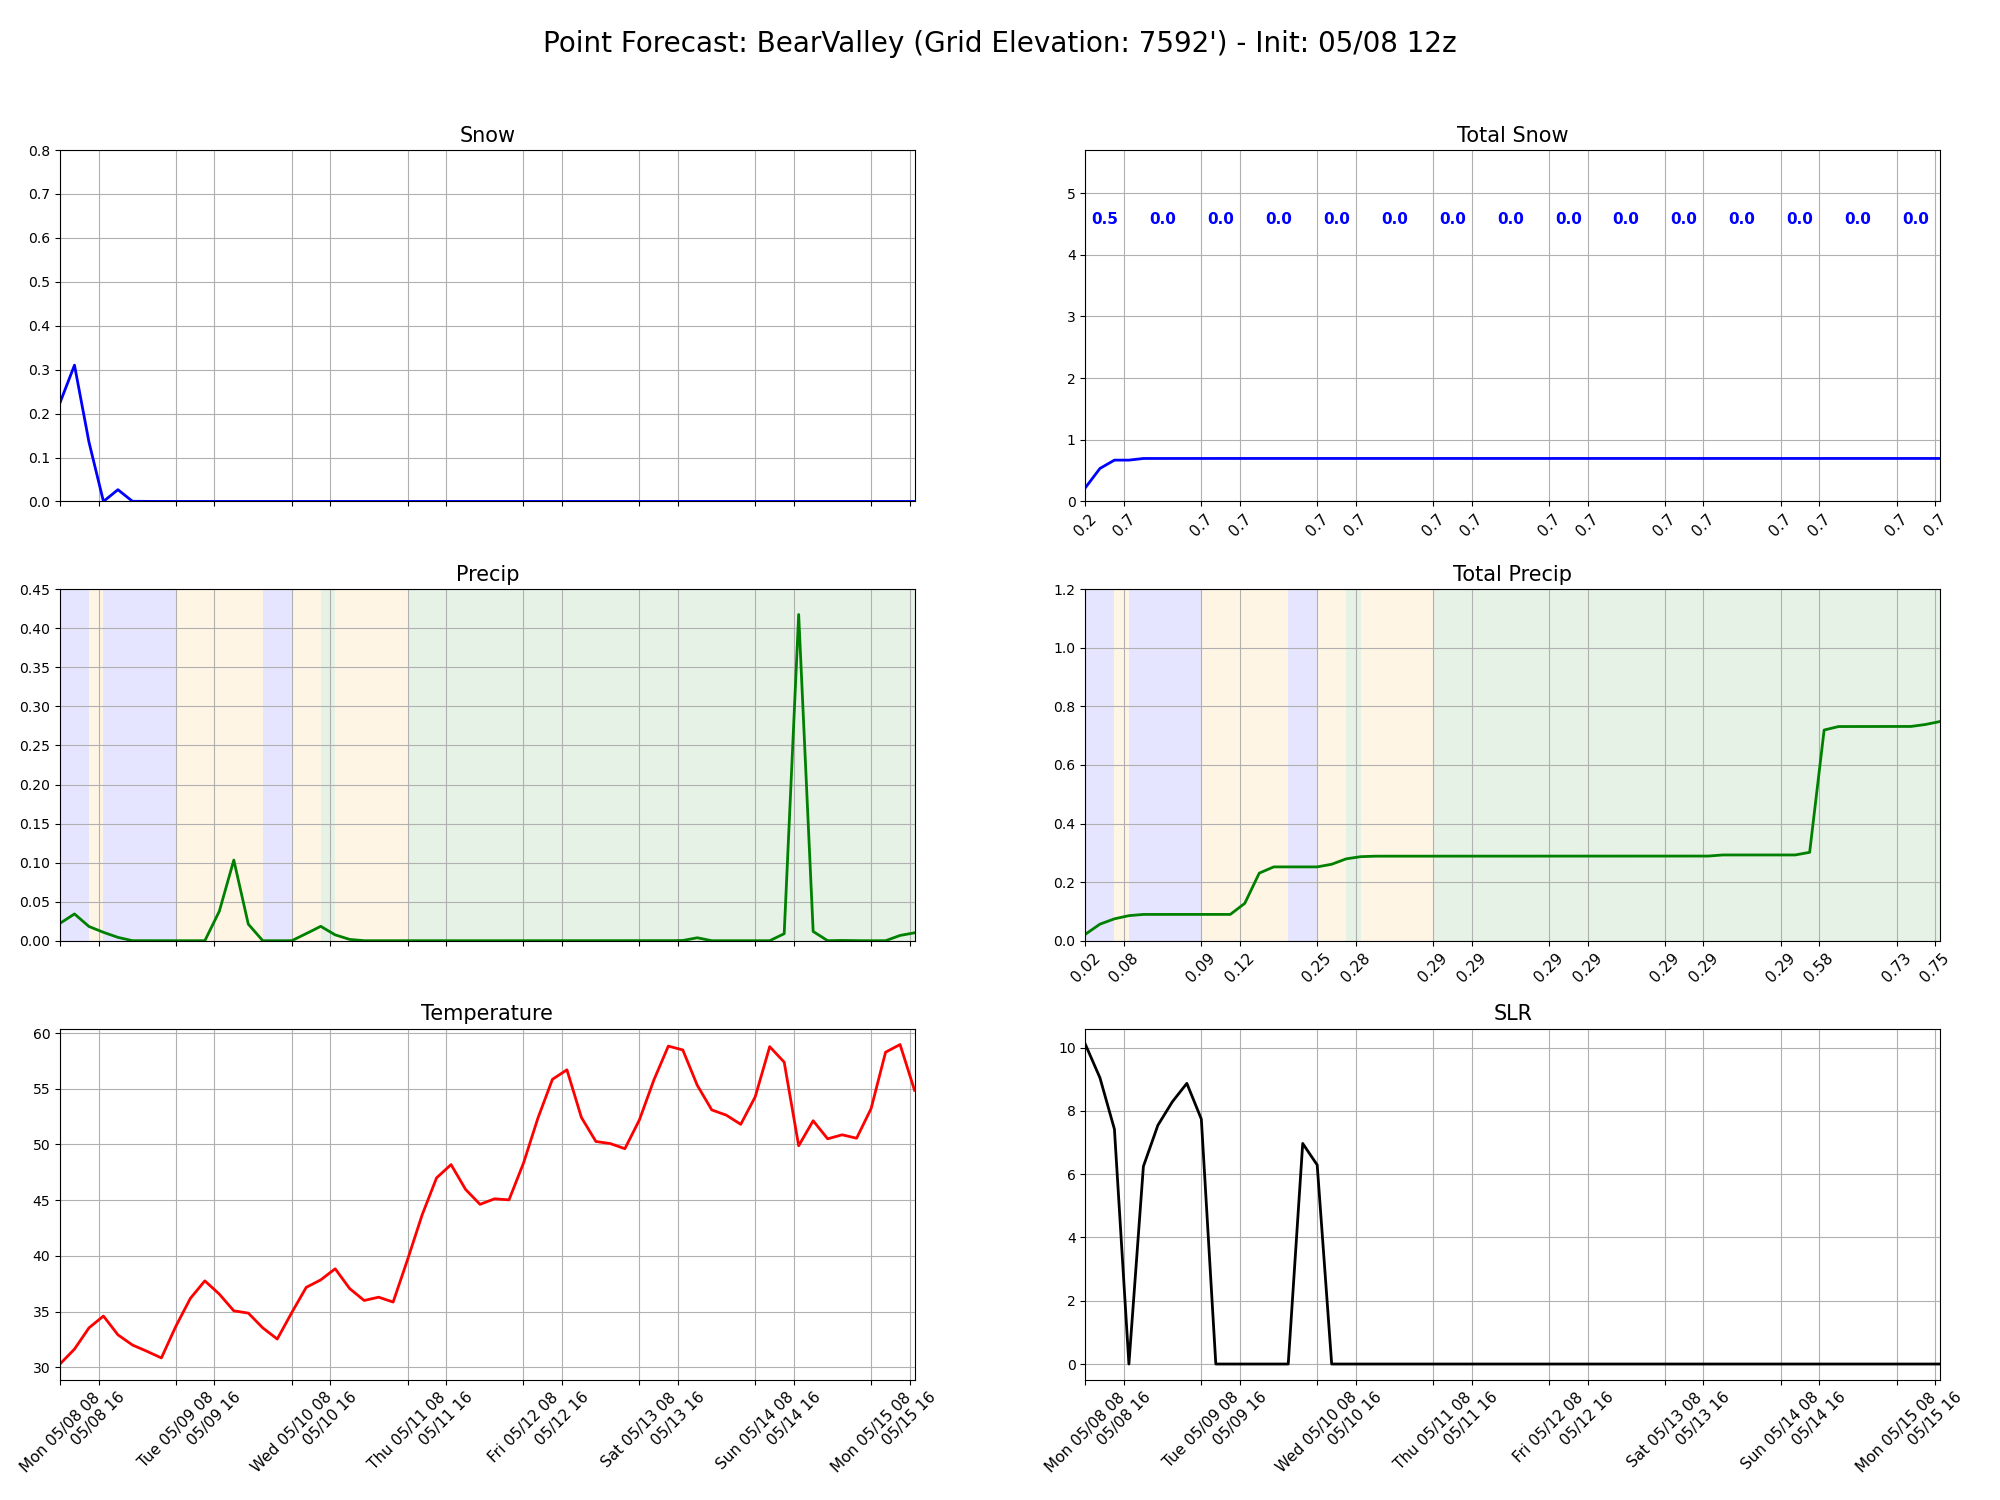 Point Forecast: BearValley (Grid Elevation: 7592') - Init: 05/08 12z
Snow
0.8
0.7
0.6
0.5
0.4
0.3
0.2
0.1
0.0
Total Snow
5
4
3
2
1
0
0.5 0.0 0.0 0.0 0.0 0.0 0.0 0.0 0.0 0.0 0.0 0.0 0.0 0.0 0.0
0.2 0.7 0.7 0.7 0.7 0.7 0.7 0.7 0.7 0.7 0.7 0.7 0.7 0.7 0.7 0.7
Precip
0.45
0.40
0.35
0.30
0.25
0.20
0.15
0.10
0.05
0.00
Total Precip
1.2
1.0
0.8
0.6
0.4
0.2
0.0
0.02 0.08 0.09 0.12 0.25 0.28 0.29 0.29 0.29 0.29 0.29 0.29 0.29 0.58 0.73 0.75
Temperature
60
55
50
45
40
35
30
Mon 05/08 08
05/08 16
Tue 05/09 08
05/09 16
Wed 05/10 08
05/10 16
Thu 05/11 08
05/11 16
Fri 05/12 08
05/12 16
Sat 05/13 08
05/13 16
Sun 05/14 08
05/14 16
Mon 05/15 08
05/15 16
SLR
10
8
6
4
2
0
Mon 05/08 08
05/08 16
Tue 05/09 08
05/09 16
Wed 05/10 08
05/10 16
Thu 05/11 08
05/11 16
Fri 05/12 08
05/12 16
Sat 05/13 08
05/13 16
Sun 05/14 08
05/14 16
Mon 05/15 08
05/15 16